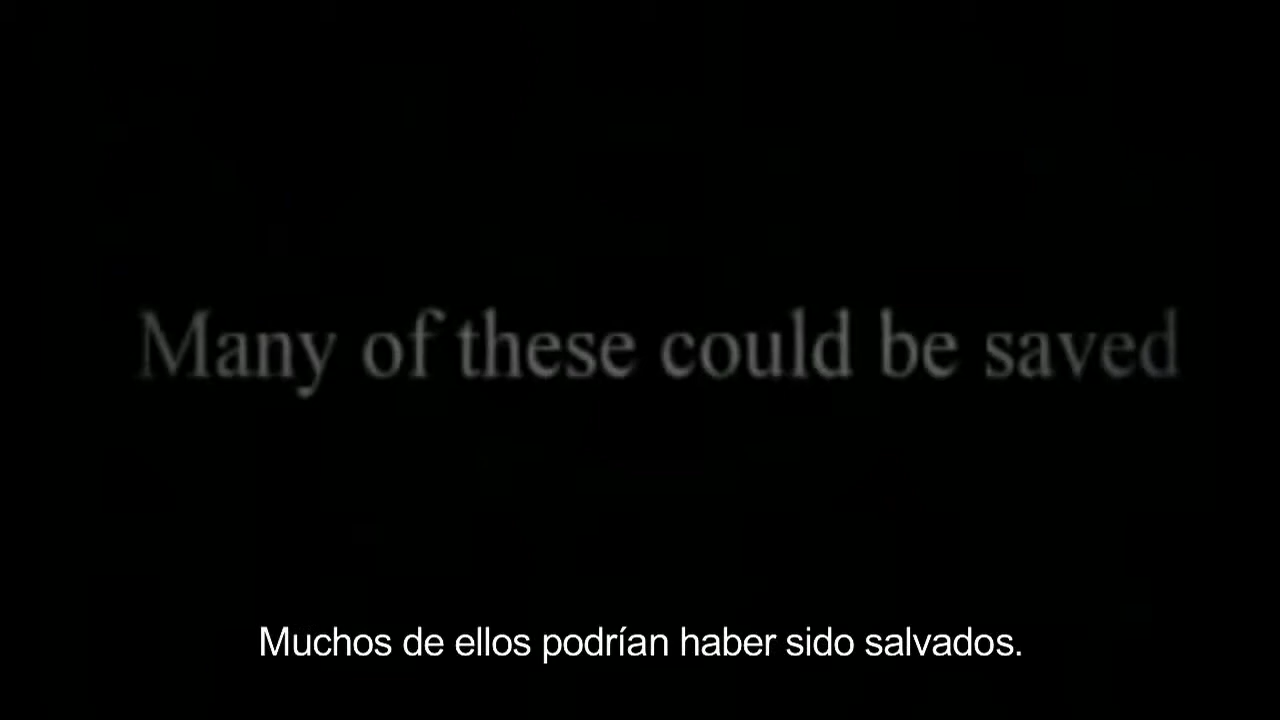 Many of these could be saved
Muchos de ellos podrían haber sido salvados.